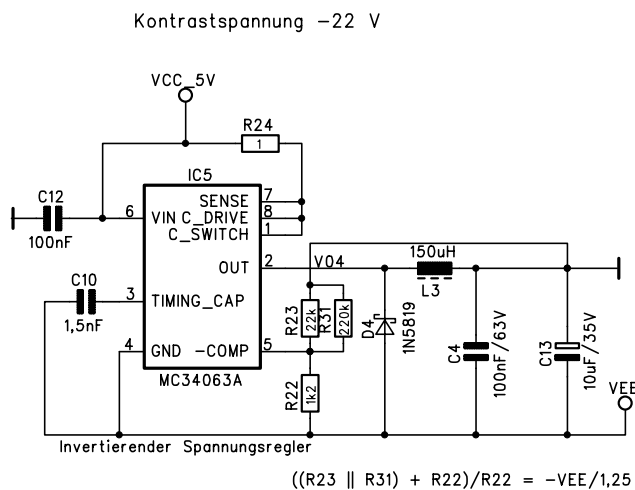 Kontrastspannung -22 V
VCC_5V
R24
1
IC5
C12
100nF
6
VIN
SENSE
7
C_DRIVE
8
C_SWITCH
1
OUT
2
V04
150uH
L3
C10
1,5nF
3
TIMING_CAP
R23
22k
R31
220k
D4
1N5819
C4
100nF/63V
C13
10uF/35V
4
GND
-COMP
5
MC34063A
R22
1k2
VEE
Invertierender Spannungsregler
((R23 || R31) + R22)/R22 = -VEE/1,25